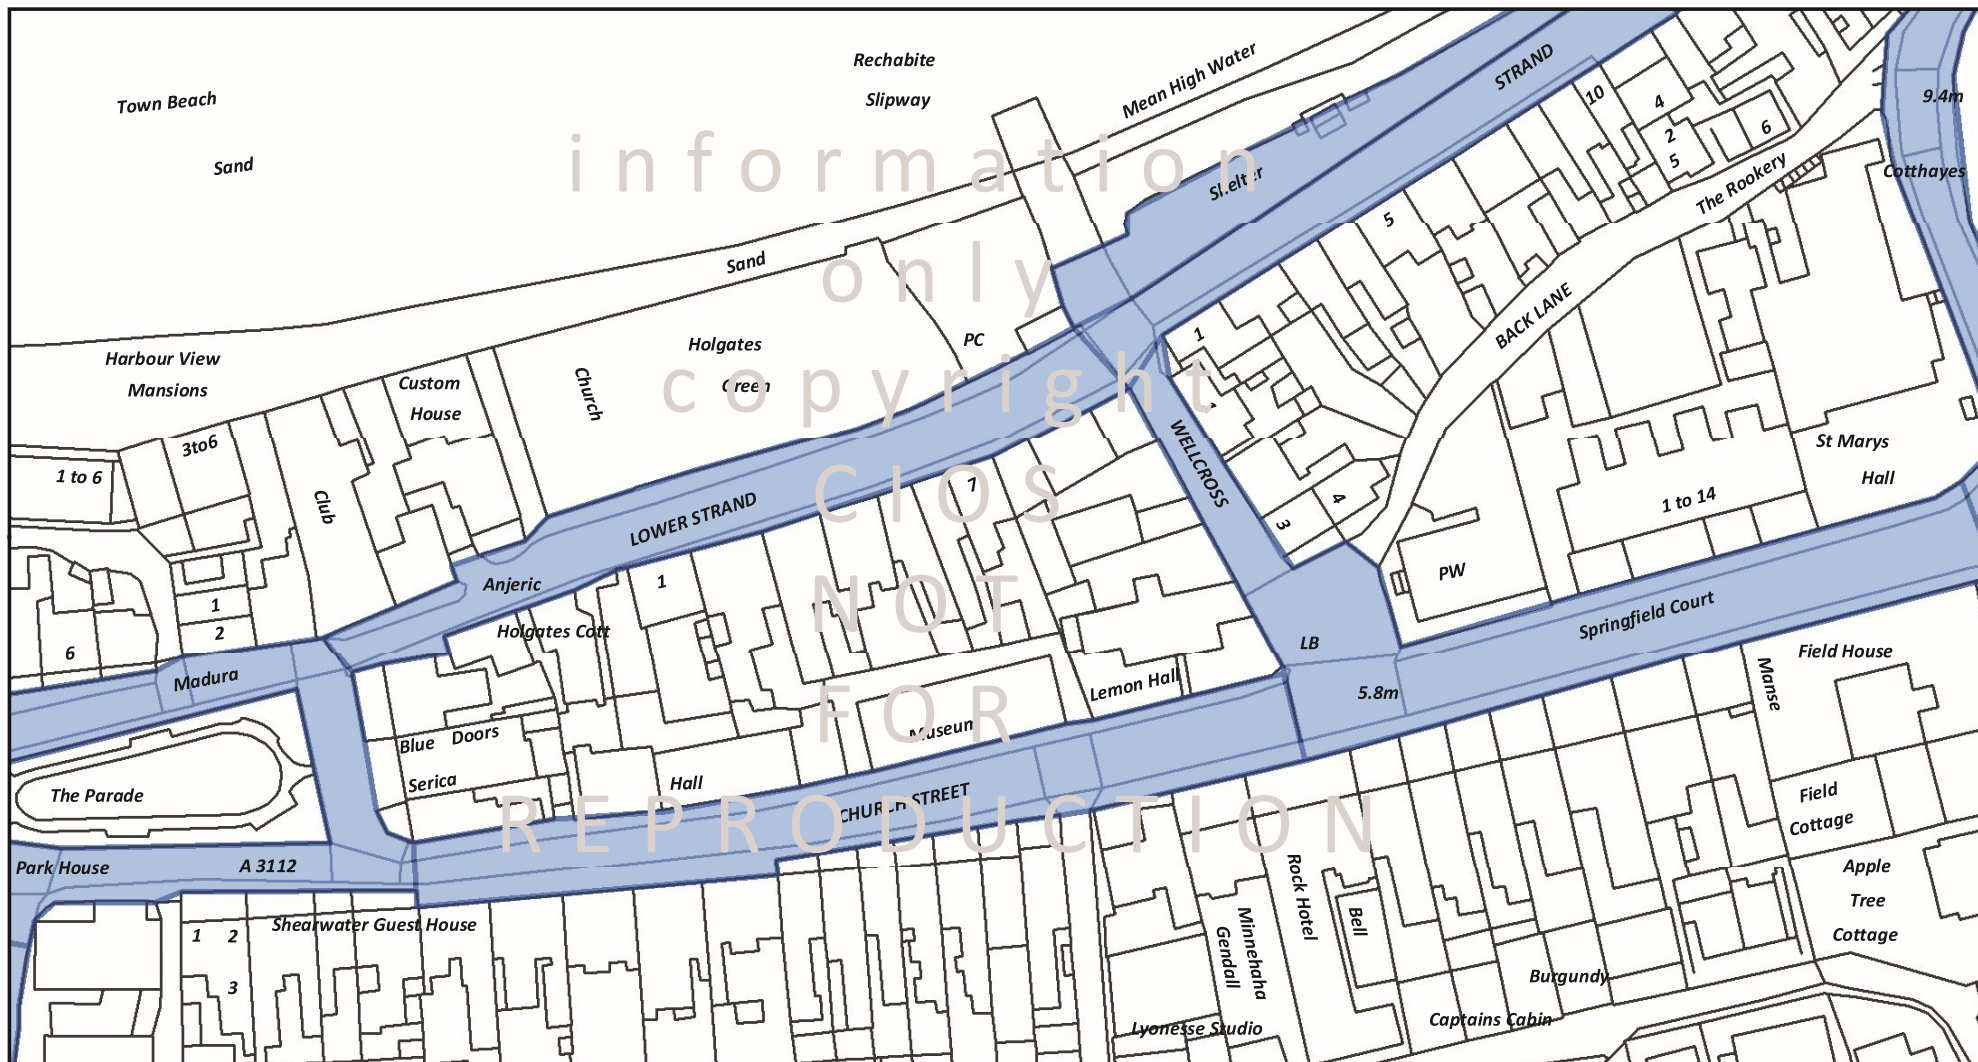 Rechabite
Slipway
Mean High Water
STRAND
Town Beach
Sand
information
10
4
2
5
6
9.4m
Cotthayes
The Rookery
Shelter
5
only
Sand
BACK LANE
PC
Holgates
Green
copyright
1
Harbour View
Mansions
Custom
House
Church
3to6
1 to 6
Club
WELLCROSS
St Marys
Hall
1 to 14
CIOS
7
LOWER STRAND
3
4
Anjeric
1
NOT
PW
1
2
6
Holgates Cott
Springfield Court
LB
5.8m
Field House
Manse
Madura
Lemon Hall
FOR
Museum
Blue Doors
Serica
Hall
The Parade
CHURCH STREET
REPRODUCTION
Field
Cottage
Park House
A 3112
Apple
Tree
Cottage
Shearwater Guest House
1
2
3
Rock Hotel
Bell
Minnehaha
Gendall
Burgundy
Captains Cabin
Lyonesse Studio